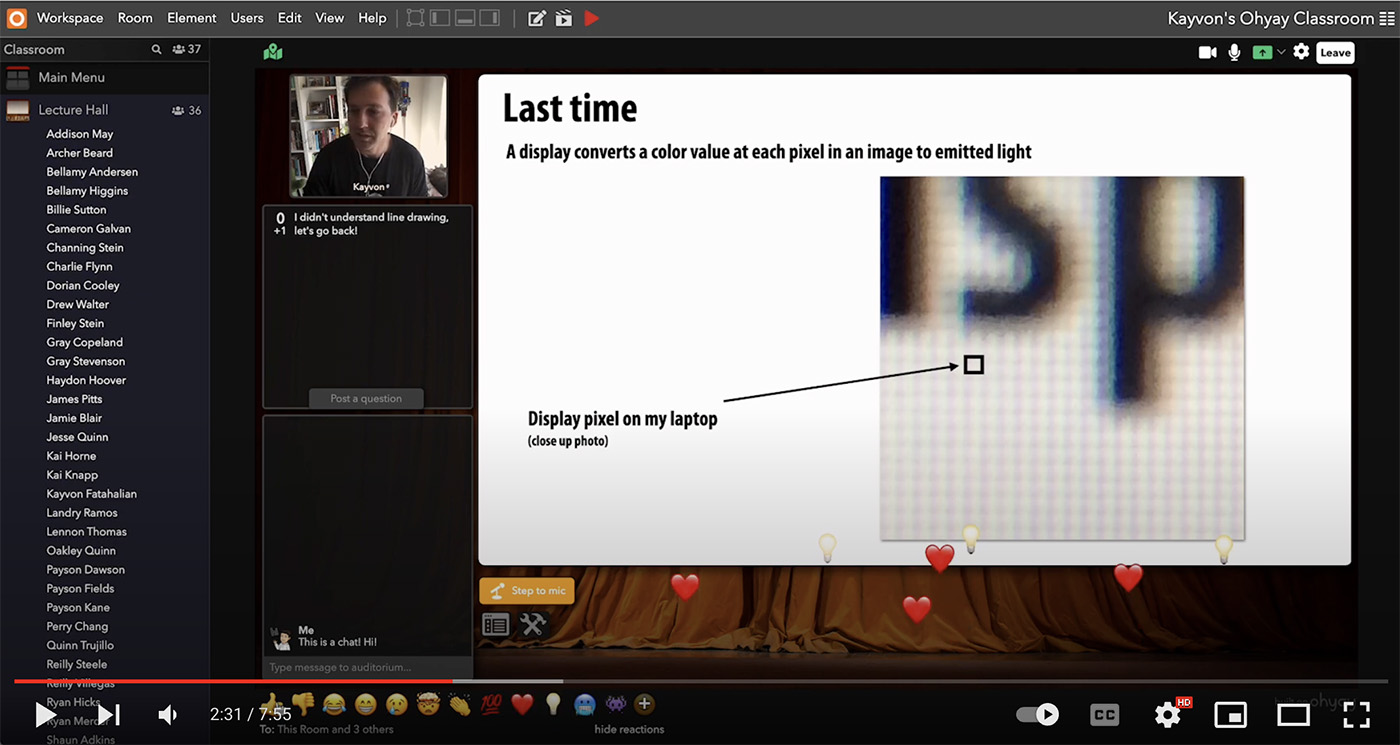 Workspace Room Element Users Edit View Help
Kayvon's Ohyay Classroom
Classroom 37
Main Menu
Lecture Hall 36
Addison May
Archer Beard
Bellamy Andersen
Bellamy Higgins
Billie Sutton
Cameron Galvan
Channing Stein
Charlie Flynn
Dorian Cooley
Drew Walter
Finley Stein
Gray Copeland
Gray Stevenson
Haydon Hoover
James Pitts
Jamie Blair
Jesse Quinn
Kai Horne
Kai Knapp
Kayvon Fatahalian
Landry Ramos
Lennon Thomas
Oakley Quinn
Payson Dawson
Payson Fields
Payson Kane
Perry Chang
Quinn Trujillo
Reilly Steele
Reilly Villegas
Ryan Hicks
Ryan
Shaun Adkins
Leave
Kayvon
0 I didn't understand line drawing,
+1 let's go back!
Post a question
Me
This is a chat! Hi!
Type message to auditorium...
Last time
A display converts a color value at each pixel in an image to emitted light
sp
Display pixel on my laptop
(close up photo)
Step to mic
100
To: This Room and 3 others
hide reactions
2:31 / 7:55
CC
HD
ohyay